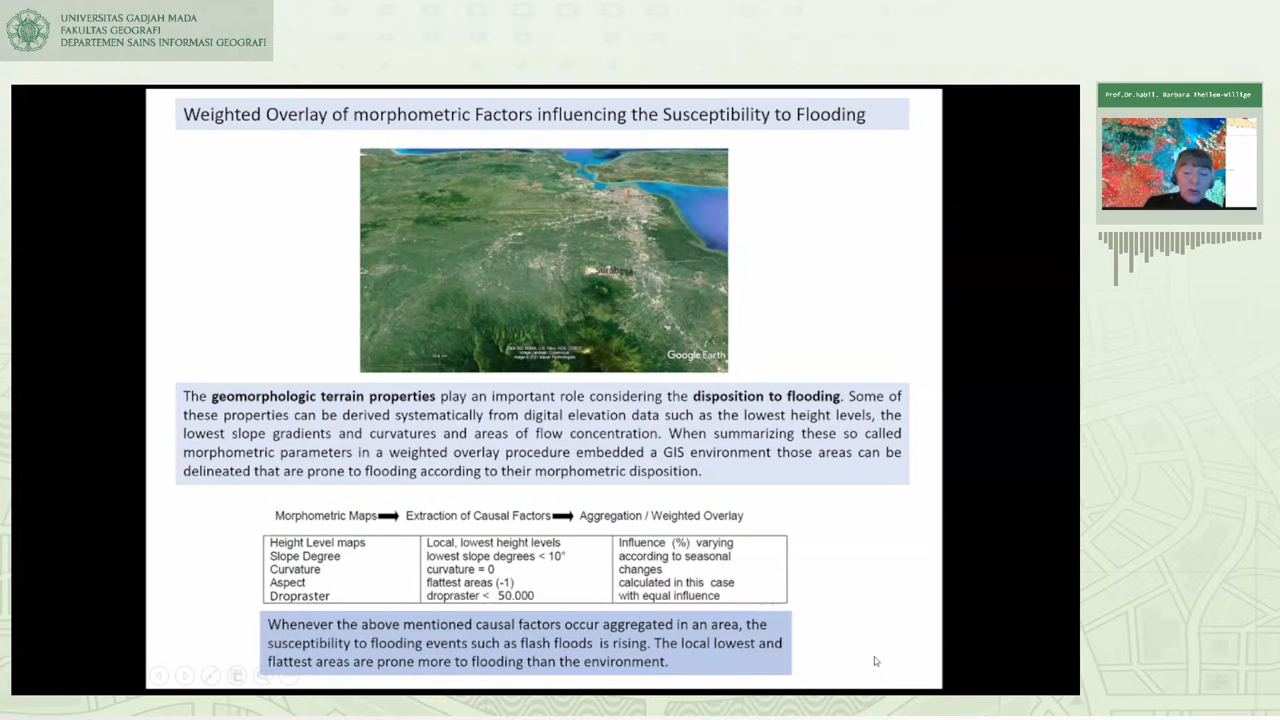 UNIVERSITAS GADJAH MADA
FAKULTAS GEOGRAFI
DEPARTEMEN SAINS INFORMASI GEOGRAFI
Prof.Dr.habil. Barbara Theilen-Willige
Weighted Overlay of morphometric Factors influencing the Susceptibility to Flooding
Surabaya
Google Earth
The geomorphologic terrain properties play an important role considering the disposition to flooding. Some of
these properties can be derived systematically from digital elevation data such as the lowest height levels, the
lowest slope gradients and curvatures and areas of flow concentration. When summarizing these so called
morphometric parameters in a weighted overlay procedure embedded a GIS environment those areas can be
delineated that are prone to flooding according to their morphometric disposition.
Morphometric Maps Extraction of Causal Factors Aggregation / Weighted Overlay
Height Level maps Local, lowest height levels Influence (%) varying
Slope Degree lowest slope degrees < 10° according to seasonal
Curvature curvature = 0 changes
Aspect flattest areas (-1) calculated in this case
Dropraster dropraster < 50.000 with equal influence
Whenever the above mentioned causal factors occur aggregated in an area, the
susceptibility to flooding events such as flash floods is rising. The local lowest and
flattest areas are prone more to flooding than the environment.